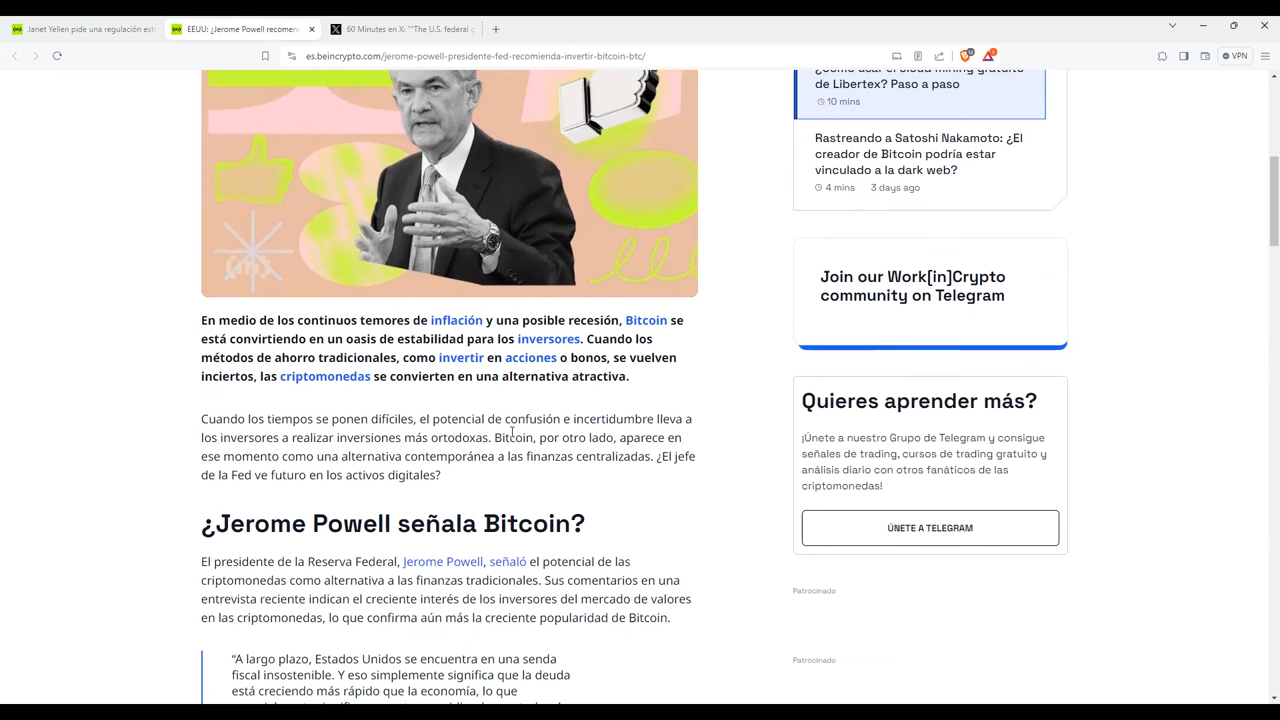 Janet Yellen pide una regulación est
EEUU: ¿Jerome Powell recomen
60 Minutes en X: "“The U.S. federal g
es.beincrypto.com/jerome-powell-presidente-fed-recomienda-invertir-bitcoin-btc/
VPN
En medio de los continuos temores de inflación y una posible recesión, Bitcoin se
está convirtiendo en un oasis de estabilidad para los inversores. Cuando los
métodos de ahorro tradicionales, como invertir en acciones o bonos, se vuelven
inciertos, las criptomonedas se convierten en una alternativa atractiva.
Cuando los tiempos se ponen difíciles, el potencial de confusión e incertidumbre lleva a
los inversores a realizar inversiones más ortodoxas. Bitcoin, por otro lado, aparece en
ese momento como una alternativa contemporánea a las finanzas centralizadas. ¿El jefe
de la Fed ve futuro en los activos digitales?
¿Jerome Powell señala Bitcoin?
El presidente de la Reserva Federal, Jerome Powell, señaló el potencial de las
criptomonedas como alternativa a las finanzas tradicionales. Sus comentarios en una
entrevista reciente indican el creciente interés de los inversores del mercado de valores
en las criptomonedas, lo que confirma aún más la creciente popularidad de Bitcoin.
“A largo plazo, Estados Unidos se encuentra en una senda
fiscal insostenible. Y eso simplemente significa que la deuda
está creciendo más rápido que la economía, lo que
¿Cómo usar el cloud mining gratuito
de Libertex? Paso a paso
10 mins
Rastreando a Satoshi Nakamoto: ¿El
creador de Bitcoin podría estar
vinculado a la dark web?
4 mins 3 days ago
Join our Work[in]Crypto
community on Telegram
Quieres aprender más?
¡Únete a nuestro Grupo de Telegram y consigue
señales de trading, cursos de trading gratuito y
análisis diario con otros fanáticos de las
criptomonedas!
ÚNETE A TELEGRAM
Patrocinado
Patrocinado